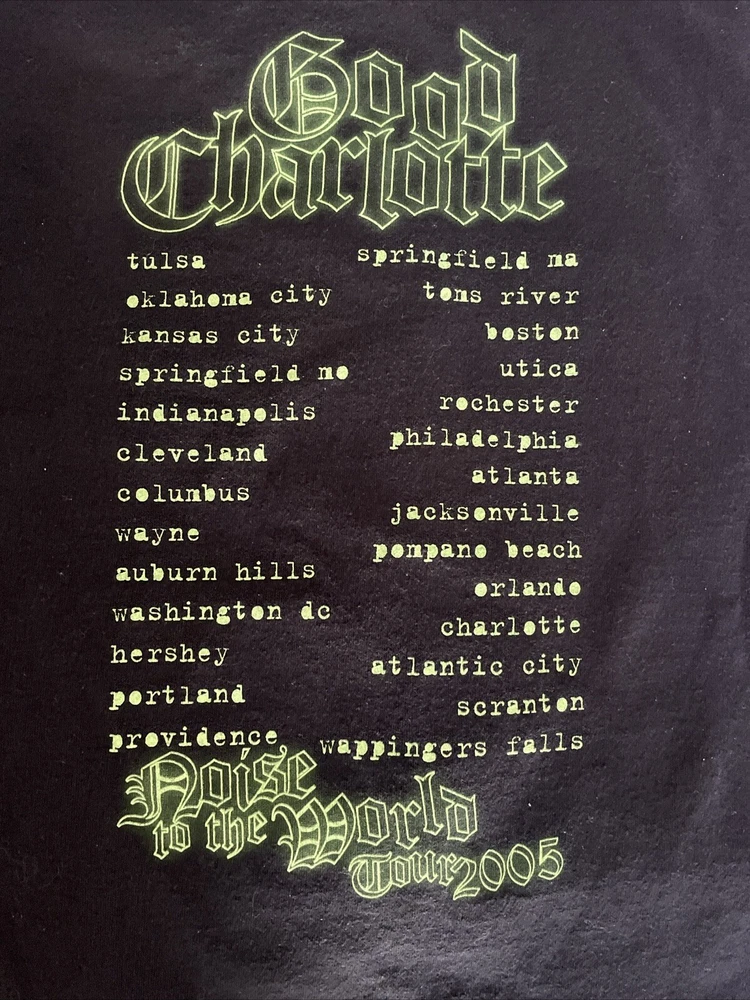 Good
Charlotte
tulsa
oklahoma city
kansas city
springfield mo
indianapolis
cleveland
columbus
wayne
auburn hills
washington dc
hershey
portland
providence
springfield ma
toms river
boston
utica
rochester
philadelphia
atlanta
jacksonville
pompano beach
orlando
charlotte
atlantic city
scranton
wappingers falls
Noise
to the World
Tour 2005